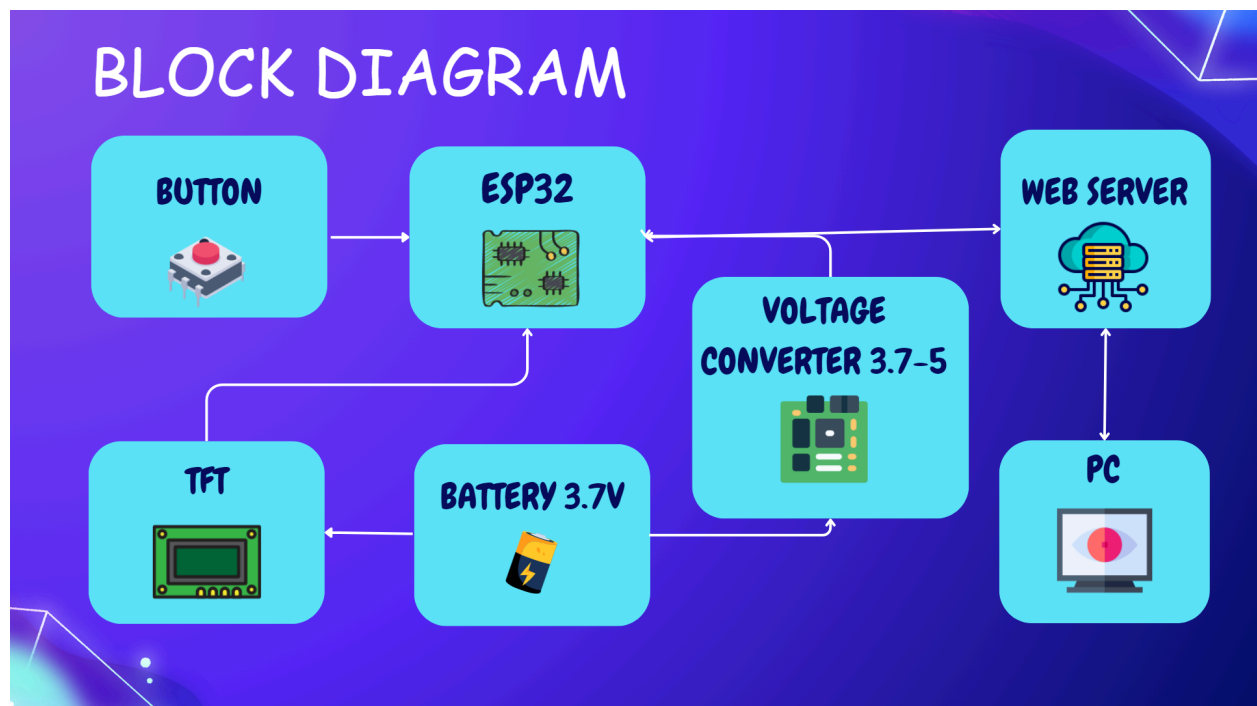 BLOCK DIAGRAM
BUTTON
ESP32
WEB SERVER
VOLTAGE
CONVERTER 3.7-5
TFT
BATTERY 3.7V
PC